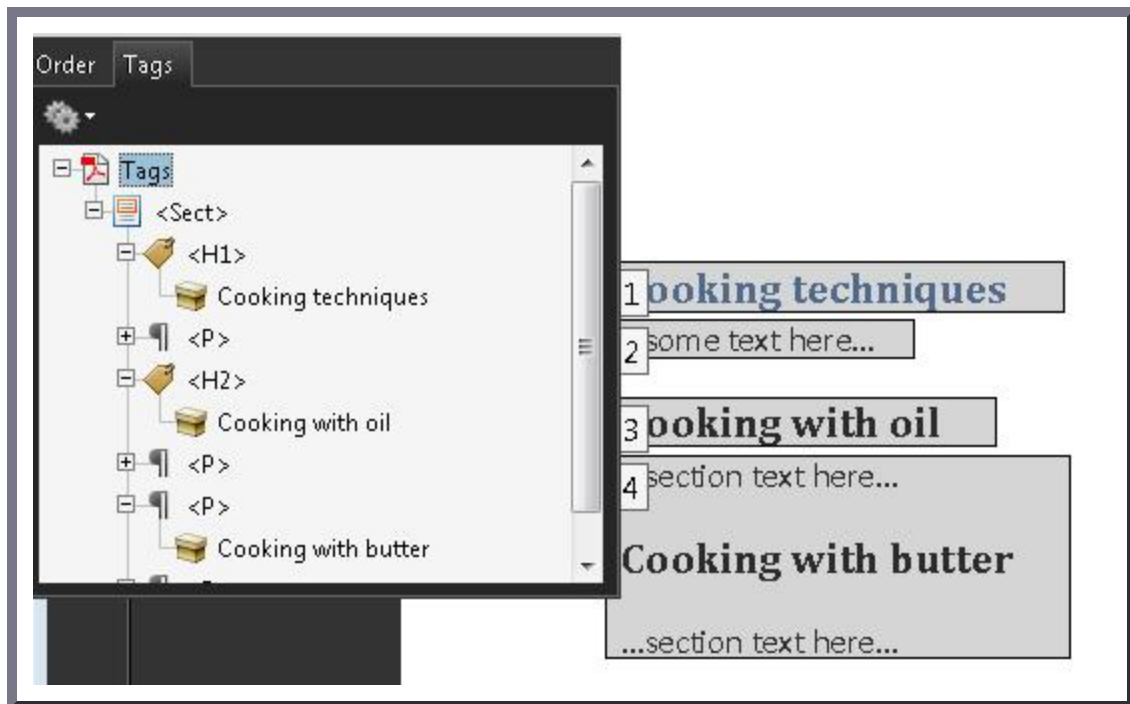 Order Tags
Tags
<Sect>
<H1>
Cooking techniques
<P>
<H2>
Cooking with oil
<P>
<P>
Cooking with butter
1 ooking techniques
2 some text here...
3 ooking with oil
4 section text here...
Cooking with butter
...section text here...